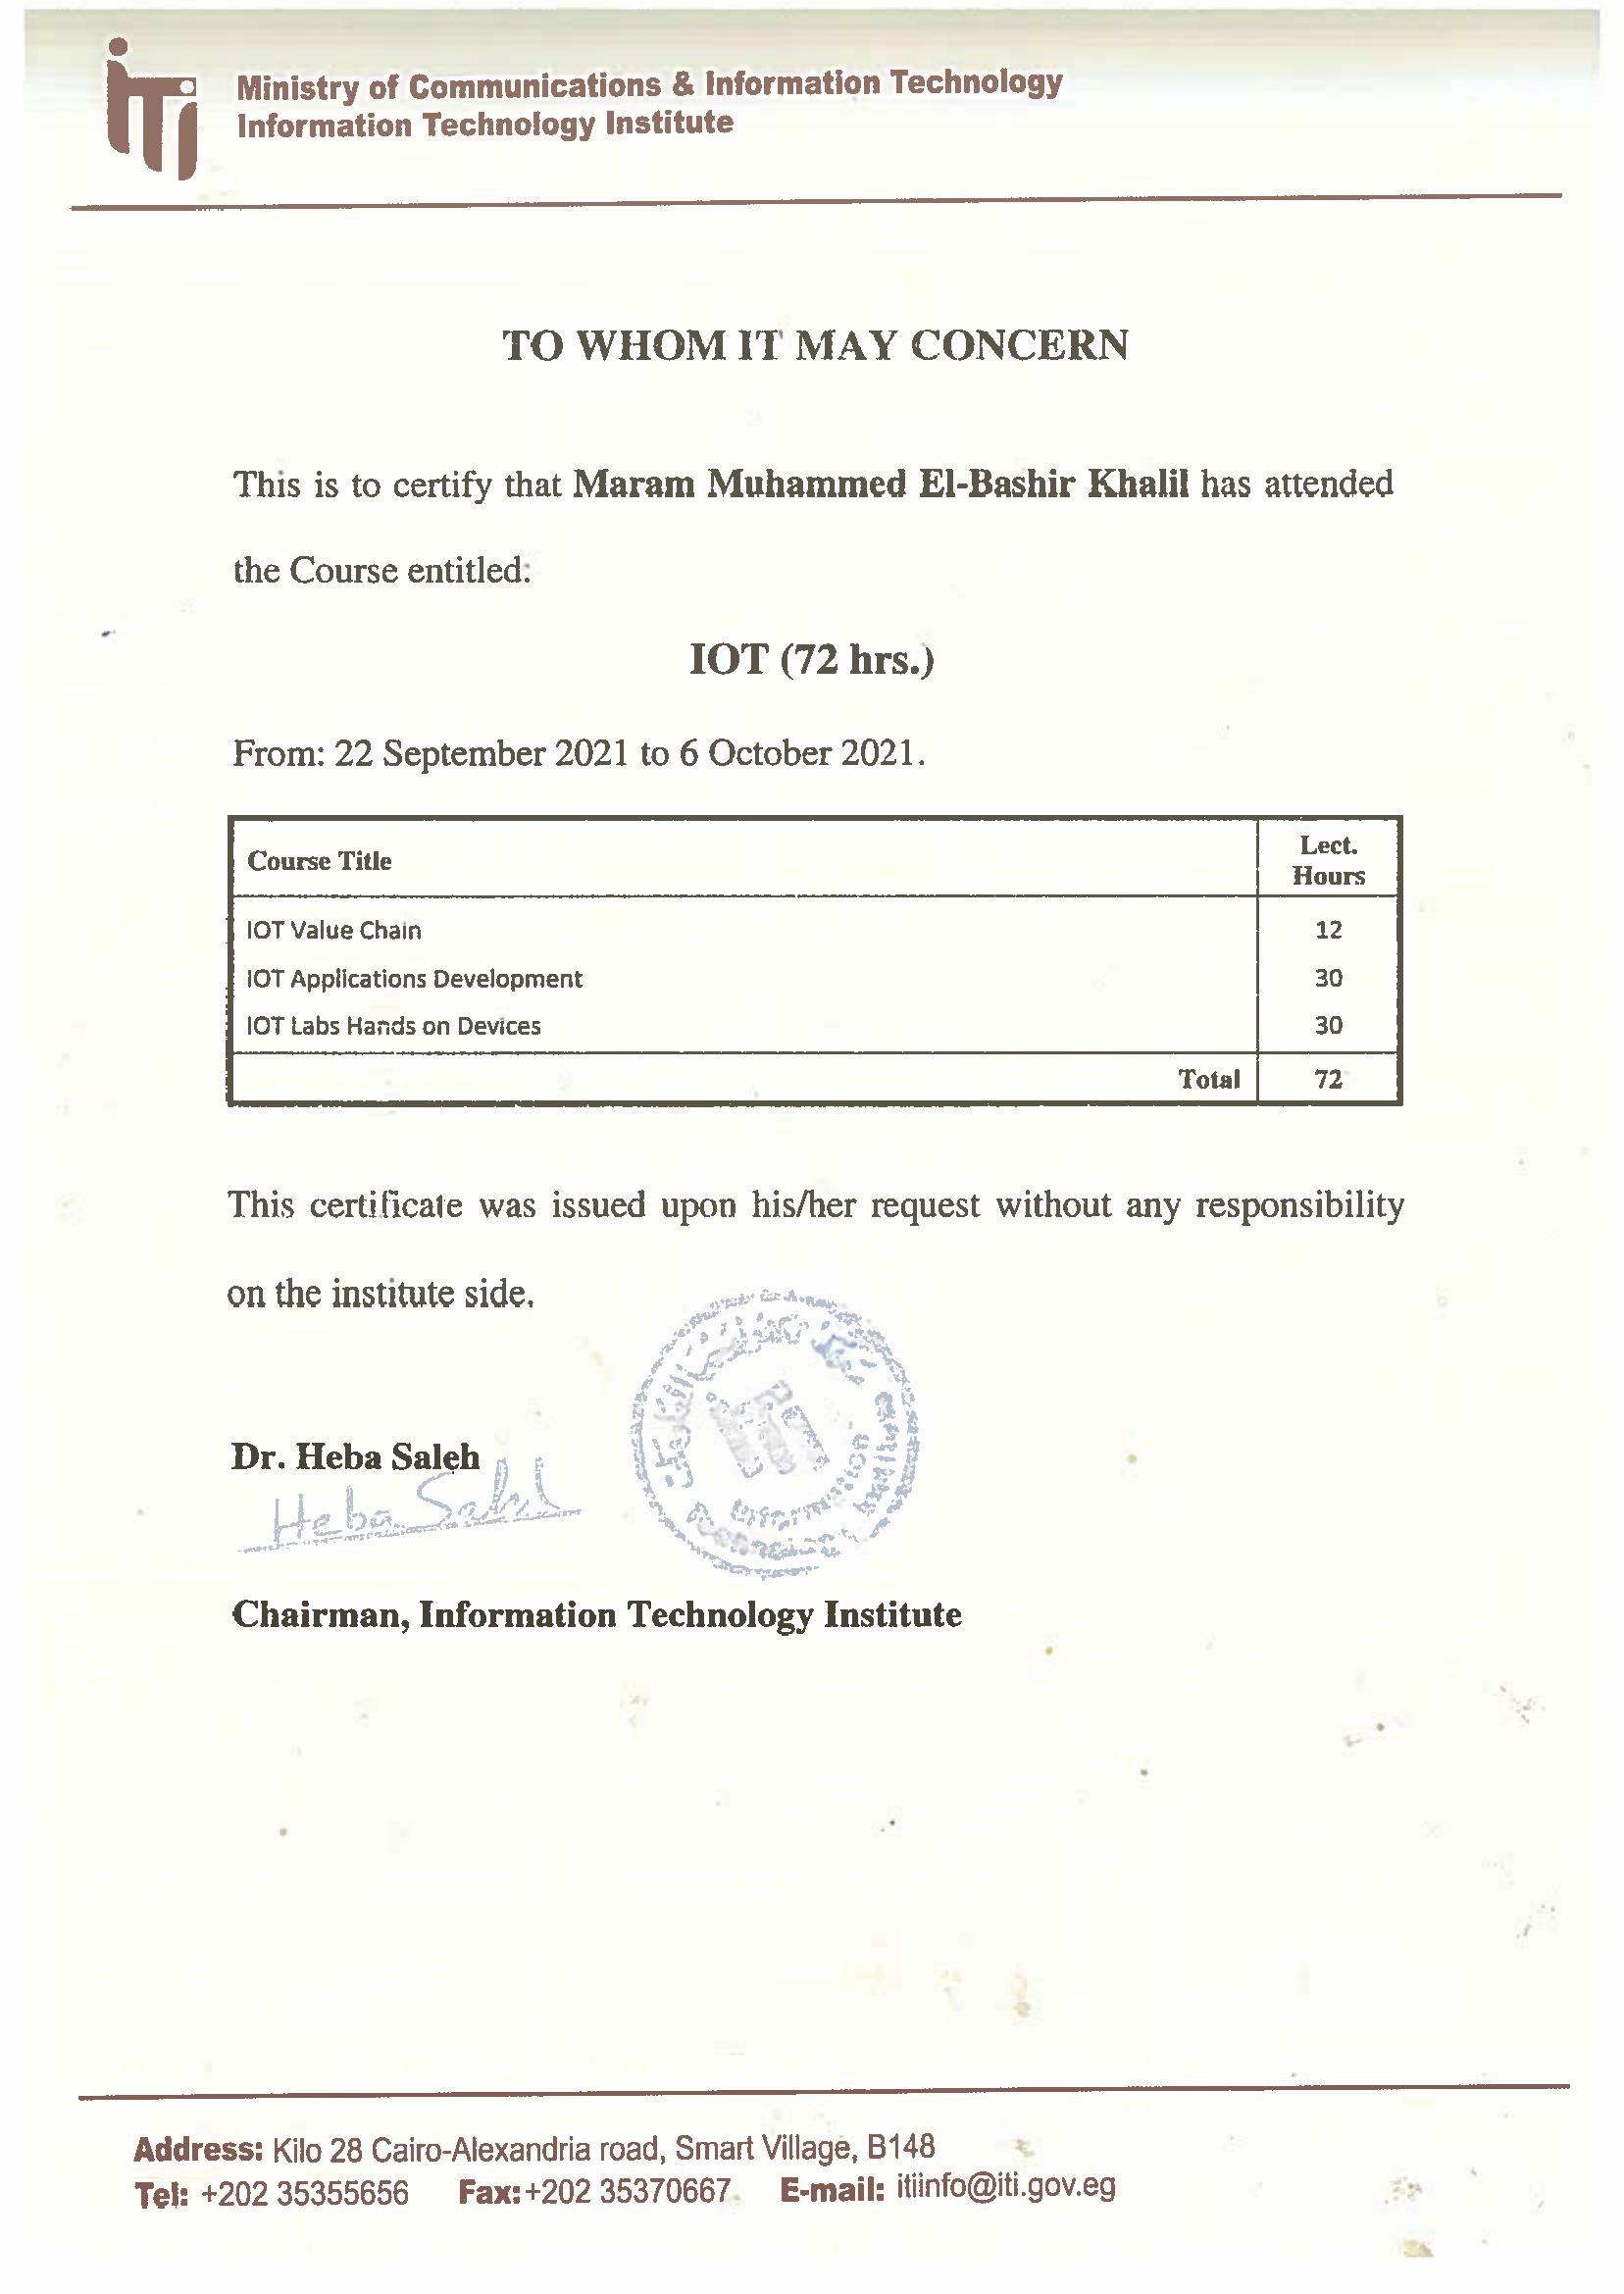 iTi
Ministry of Communications & Information Technology
Information Technology Institute
TO WHOM IT MAY CONCERN
This is to certify that Maram Muhammed El-Bashir Khalil has attended
the Course entitled:
IOT (72 hrs.)
From: 22 September 2021 to 6 October 2021.
Course Title Lect. Hours
IOT Value Chain 12
IOT Applications Development 30
IOT Labs Hands on Devices 30
Total 72
This certificate was issued upon his/her request without any responsibility
on the institute side.
iTi
Information
Dr. Heba Saleh
Heba Saleh
Chairman, Information Technology Institute
Address: Kilo 28 Cairo-Alexandria road, Smart Village, B148
Tel: +202 35355656 Fax:+202 35370667 E-mail: itiinfo@iti.gov.eg